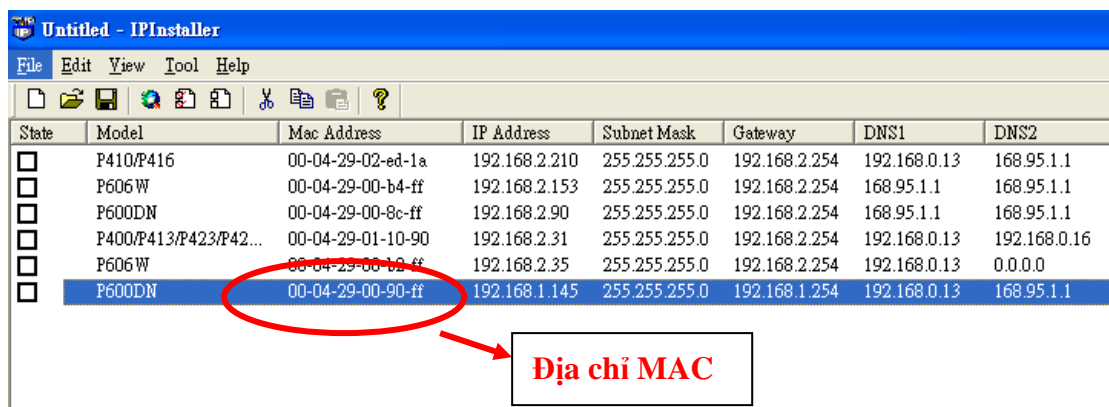 Untitled - IPInstaller
File Edit View Tool Help
State Model Mac Address IP Address Subnet Mask Gateway DNS1 DNS2
P410/P416 00-04-29-02-ed-1a 192.168.2.210 255.255.255.0 192.168.2.254 192.168.0.13 168.95.1.1
P606W 00-04-29-00-b4-ff 192.168.2.153 255.255.255.0 192.168.2.254 168.95.1.1 168.95.1.1
P600DN 00-04-29-00-8c-ff 192.168.2.90 255.255.255.0 192.168.2.254 168.95.1.1 168.95.1.1
P400/P413/P423/P42... 00-04-29-01-10-90 192.168.2.31 255.255.255.0 192.168.2.254 192.168.0.13 192.168.0.16
P606W 00-04-29-00-b2-ff 192.168.2.35 255.255.255.0 192.168.2.254 192.168.0.13 0.0.0.0
P600DN 00-04-29-00-90-ff 192.168.1.145 255.255.255.0 192.168.1.254 192.168.0.13 168.95.1.1
Địa chỉ MAC